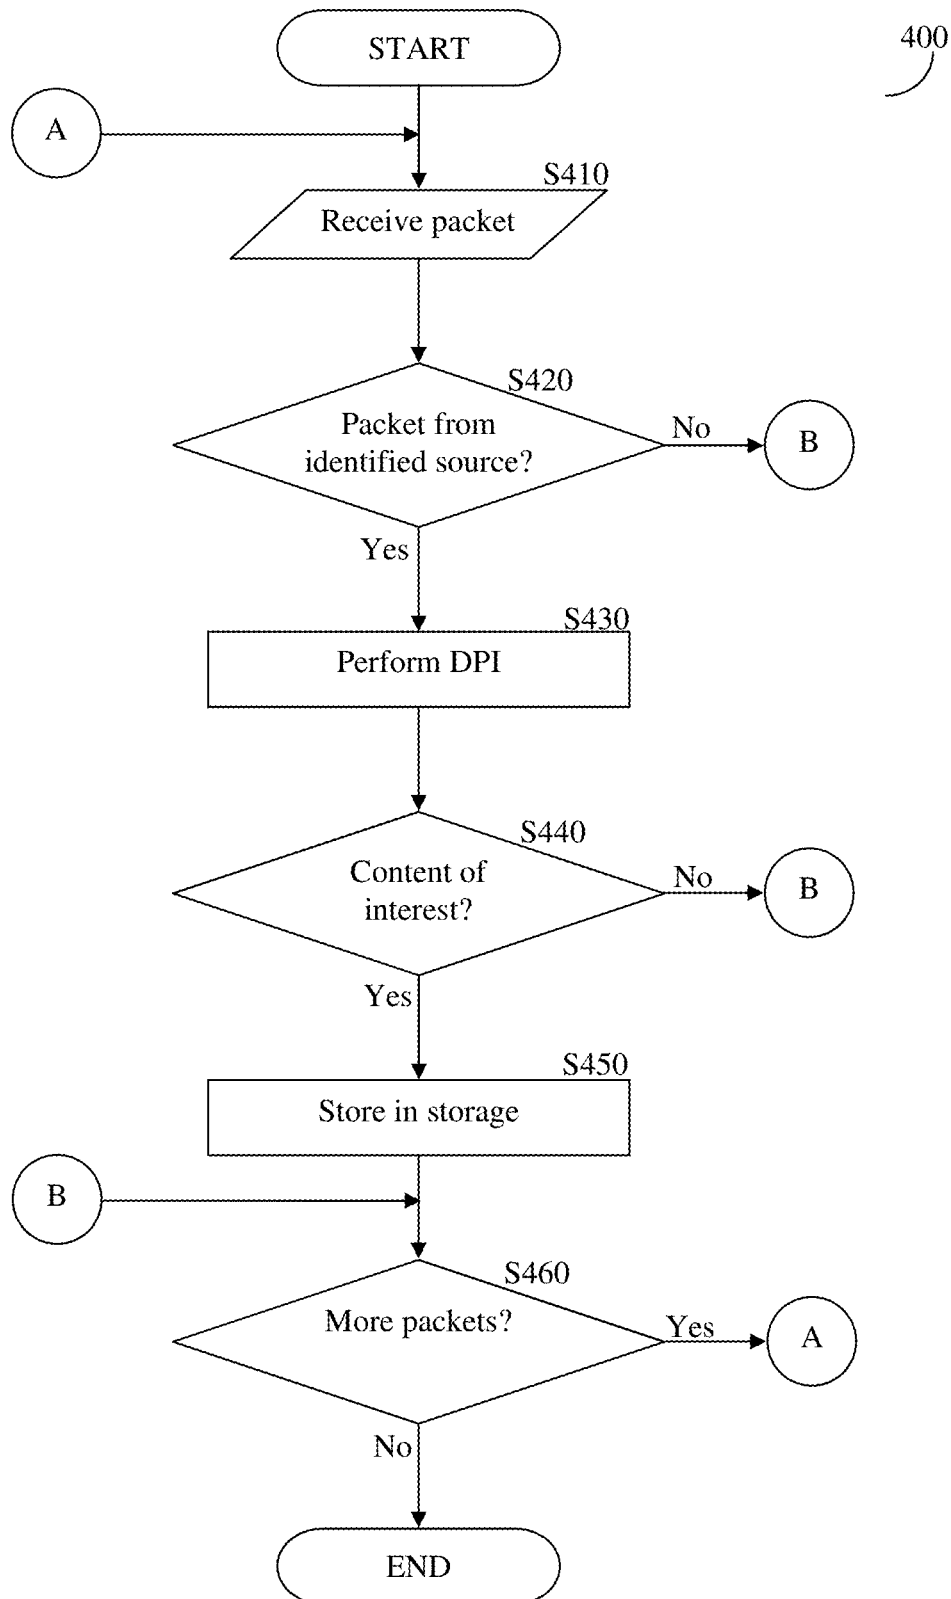 START
400
A
S410
Receive packet
S420
Packet from
identified source?
No
B
Yes
S430
Perform DPI
S440
Content of
interest?
No
B
Yes
S450
Store in storage
B
S460
More packets?
Yes
A
No
END